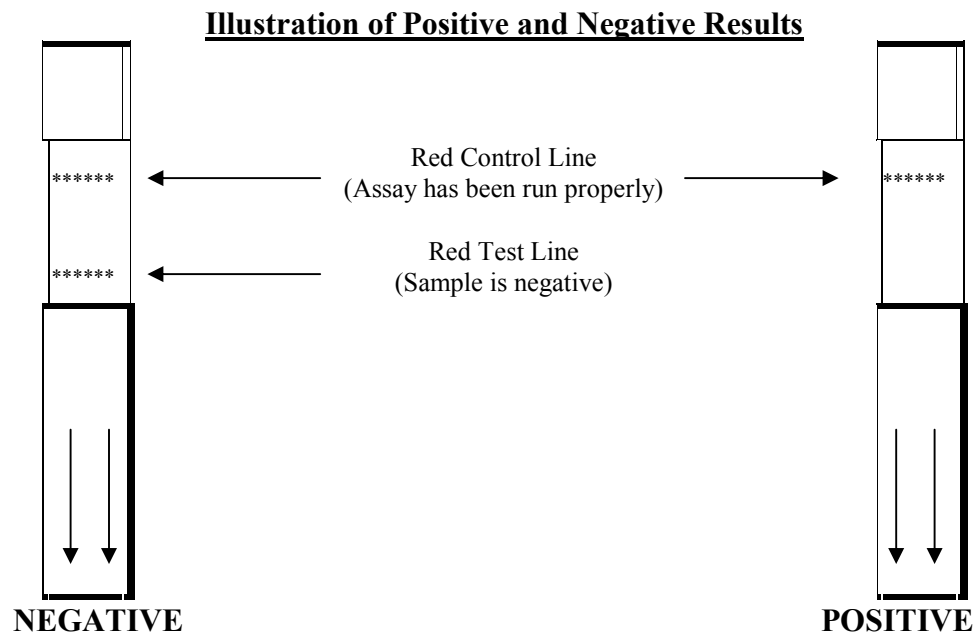 Illustration of Positive and Negative Results
Red Control Line
(Assay has been run properly)
****** ******
Red Test Line
(Sample is negative)
******
NEGATIVE POSITIVE